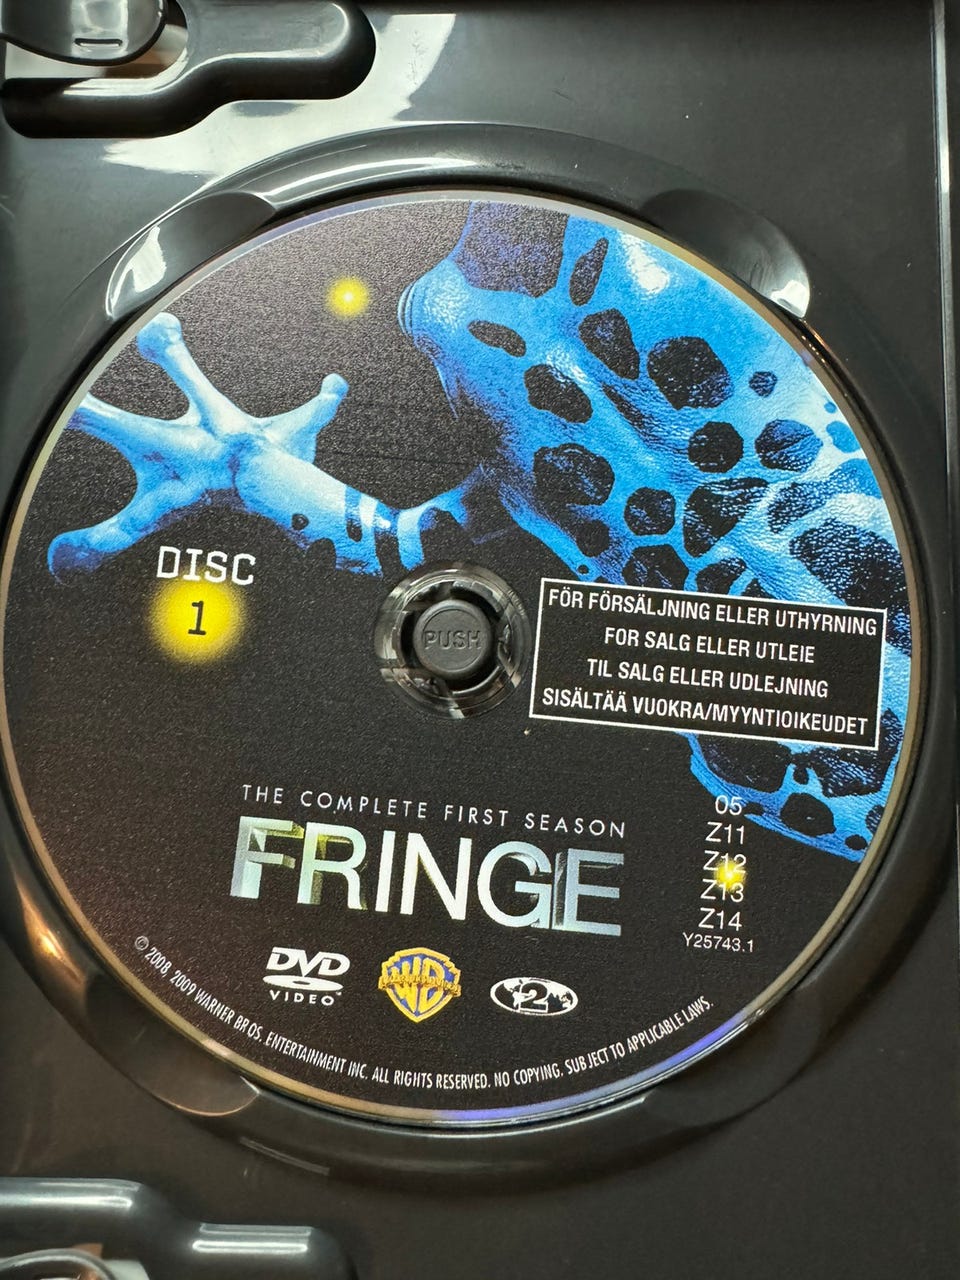 DISC
1
PUSH
FÖR FÖRSÄLJNING ELLER UTHYRNING
FOR SALG ELLER UTLEIE
TIL SALG ELLER UDLEJNING
SISÄLTÄÄ VUOKRA/MYYNTIOIKEUDET
THE COMPLETE FIRST SEASON
FRINGE
05
Z11
Z12
Z13
Z14
Y25743.1
DVD
VIDEO™
WB
2
© 2008, 2009 WARNER BROS. ENTERTAINMENT INC. ALL RIGHTS RESERVED. NO COPYING. SUBJECT TO APPLICABLE LAWS.